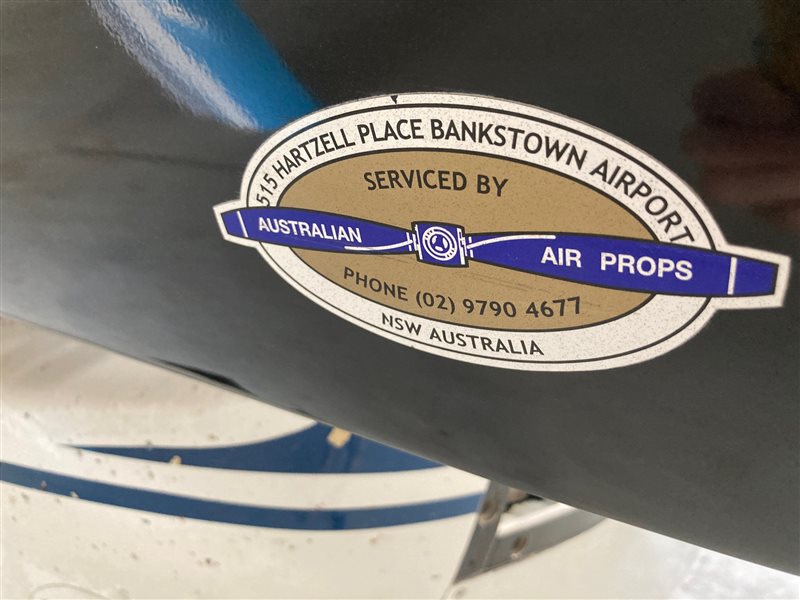 515 HARTZELL PLACE BANKSTOWN AIRPORT
SERVICED BY
AUSTRALIAN AIR PROPS
PHONE (02) 9790 4677
NSW AUSTRALIA